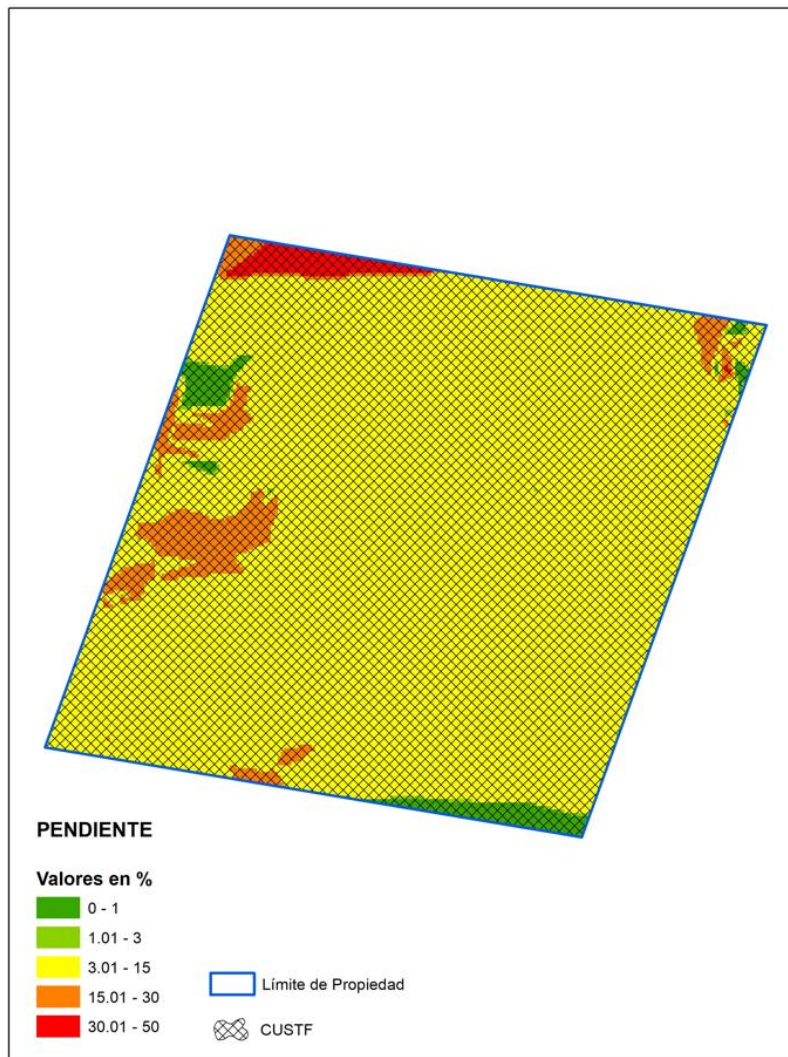 PENDIENTE
Valores en %
0 - 1
1.01 - 3
3.01 - 15
15.01 - 30
30.01 - 50
Límite de Propiedad
CUSTF